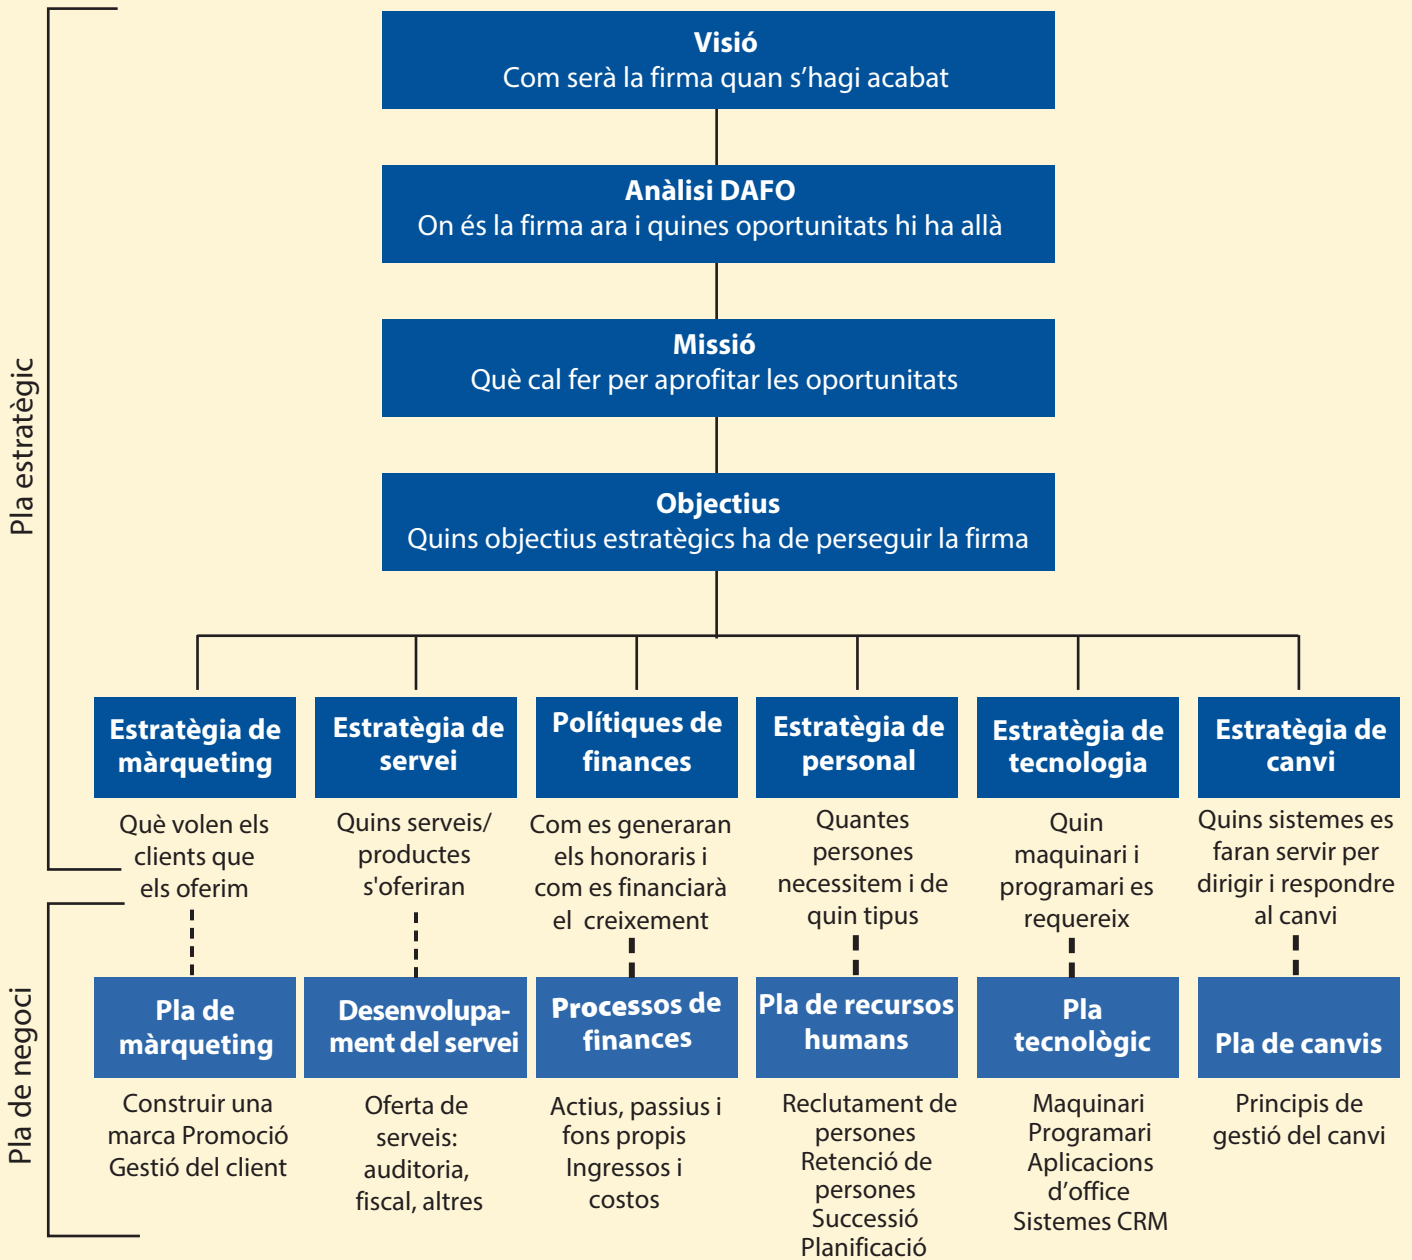 Pla estratègic
Visió
Com serà la firma quan s’hagi acabat
Anàlisi DAFO
On és la firma ara i quines oportunitats hi ha allà
Missió
Què cal fer per aprofitar les oportunitats
Objectius
Quins objectius estratègics ha de perseguir la firma
Estratègia de
màrqueting
Què volen els
clients que
els oferim
Estratègia de
servei
Quins serveis/
productes
s'oferiran
Polítiques de
finances
Com es generaran
els honoraris i
com es financiarà
el creixement
Estratègia de
personal
Quantes
persones
necessitem i de
quin tipus
Estratègia de
tecnologia
Quin
maquinari i
programari es
requereix
Estratègia de
canvi
Quins sistemes es
faran servir per
dirigir i respondre
al canvi
Pla de negoci
Pla de
màrqueting
Construir una
marca Promoció
Gestió del client
Desenvolupa-
ment del servei
Oferta de
serveis:
auditoria,
fiscal, altres
Processos de
finances
Actius, passius i
fons propis
Ingressos i
costos
Pla de recursos
humans
Reclutament de
persones
Retenció de
persones
Successió
Planificació
Pla
tecnològic
Maquinari
Programari
Aplicacions
d’office
Sistemes CRM
Pla de canvis
Principis de
gestió del canvi